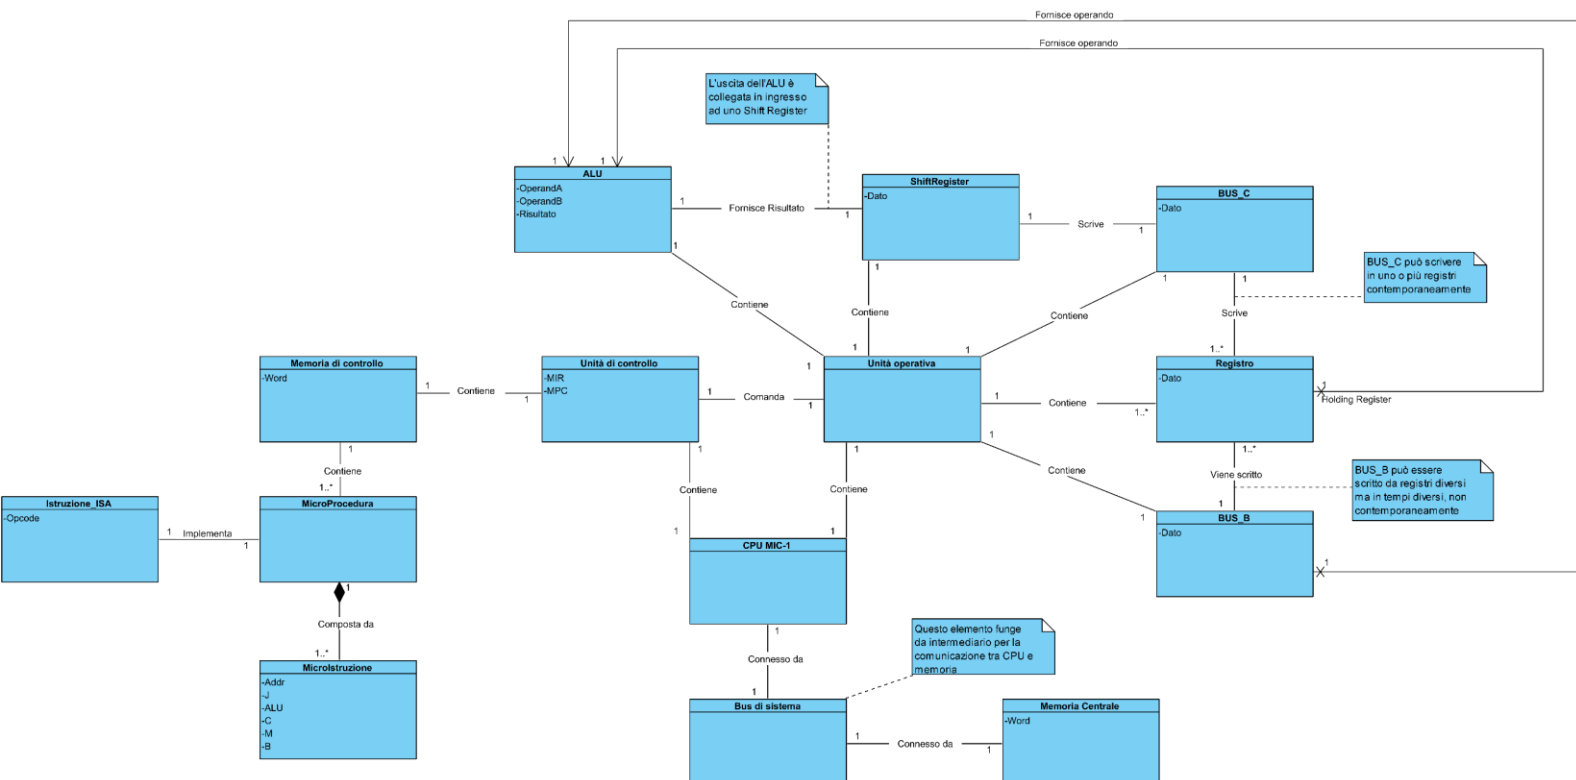 Fornisce operando
Fornisce operando
L'uscita dell'ALU è
collegata in ingresso
ad uno Shift Register
1 1
ALU
-OperandA
-OperandB
-Risultato
1 Fornisce Risultato 1
ShiftRegister
-Dato
1 Scrive 1
BUS_C
-Dato
1
1
1 1
BUS_C può scrivere
in uno o più registri
contemporaneamente
Contiene
Contiene
Contiene
Scrive
1
1
1
1..*
Memoria di controllo
-Word
1 Contiene 1
Unità di controllo
-MIR
-MPC
1 Comanda 1
Unità operativa
1 Contiene 1..*
Registro
-Dato
1
Holding Register
1
Contiene
1..*
1
Contiene
1
1
Contiene
1
1
Contiene
1
1..*
Viene scritto
1
BUS_B può essere
scritto da registri diversi
ma in tempi diversi, non
contemporaneamente
Istruzione_ISA
-Opcode
1 Implementa 1
MicroProcedura
BUS_B
-Dato
1
CPU MIC-1
1
Composta da
1..*
MicroIstruzione
-Addr
-J
-ALU
-C
-M
-B
1
Connesso da
1
Questo elemento funge
da intermediario per la
comunicazione tra CPU e
memoria
Bus di sistema
1 Connesso da 1
Memoria Centrale
-Word